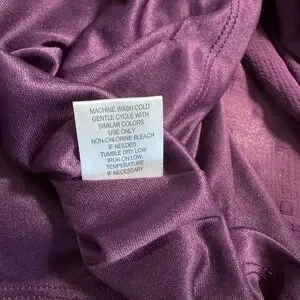 MACHINE WASH COLD
GENTLE CYCLE WITH
SIMILAR COLORS
USE ONLY
NON-CHLORINE BLEACH
IF NEEDED
TUMBLE DRY LOW
IRON ON LOW
TEMPERATURE
IF NECESSARY